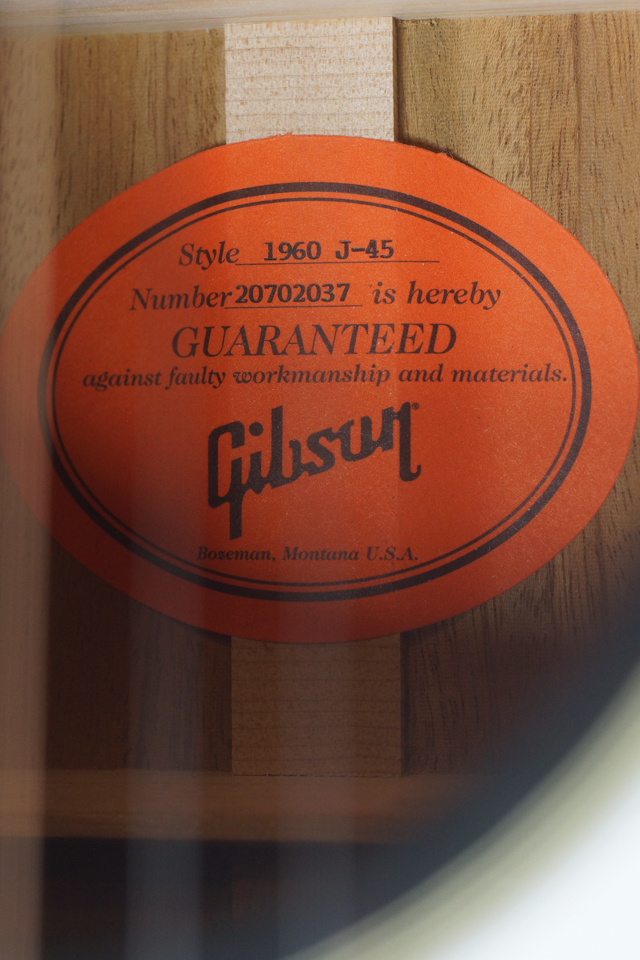 Style 1960 J-45
Number 20702037 is hereby
GUARANTEED
against faulty workmanship and materials.
Gibson
Bozeman, Montana U.S.A.